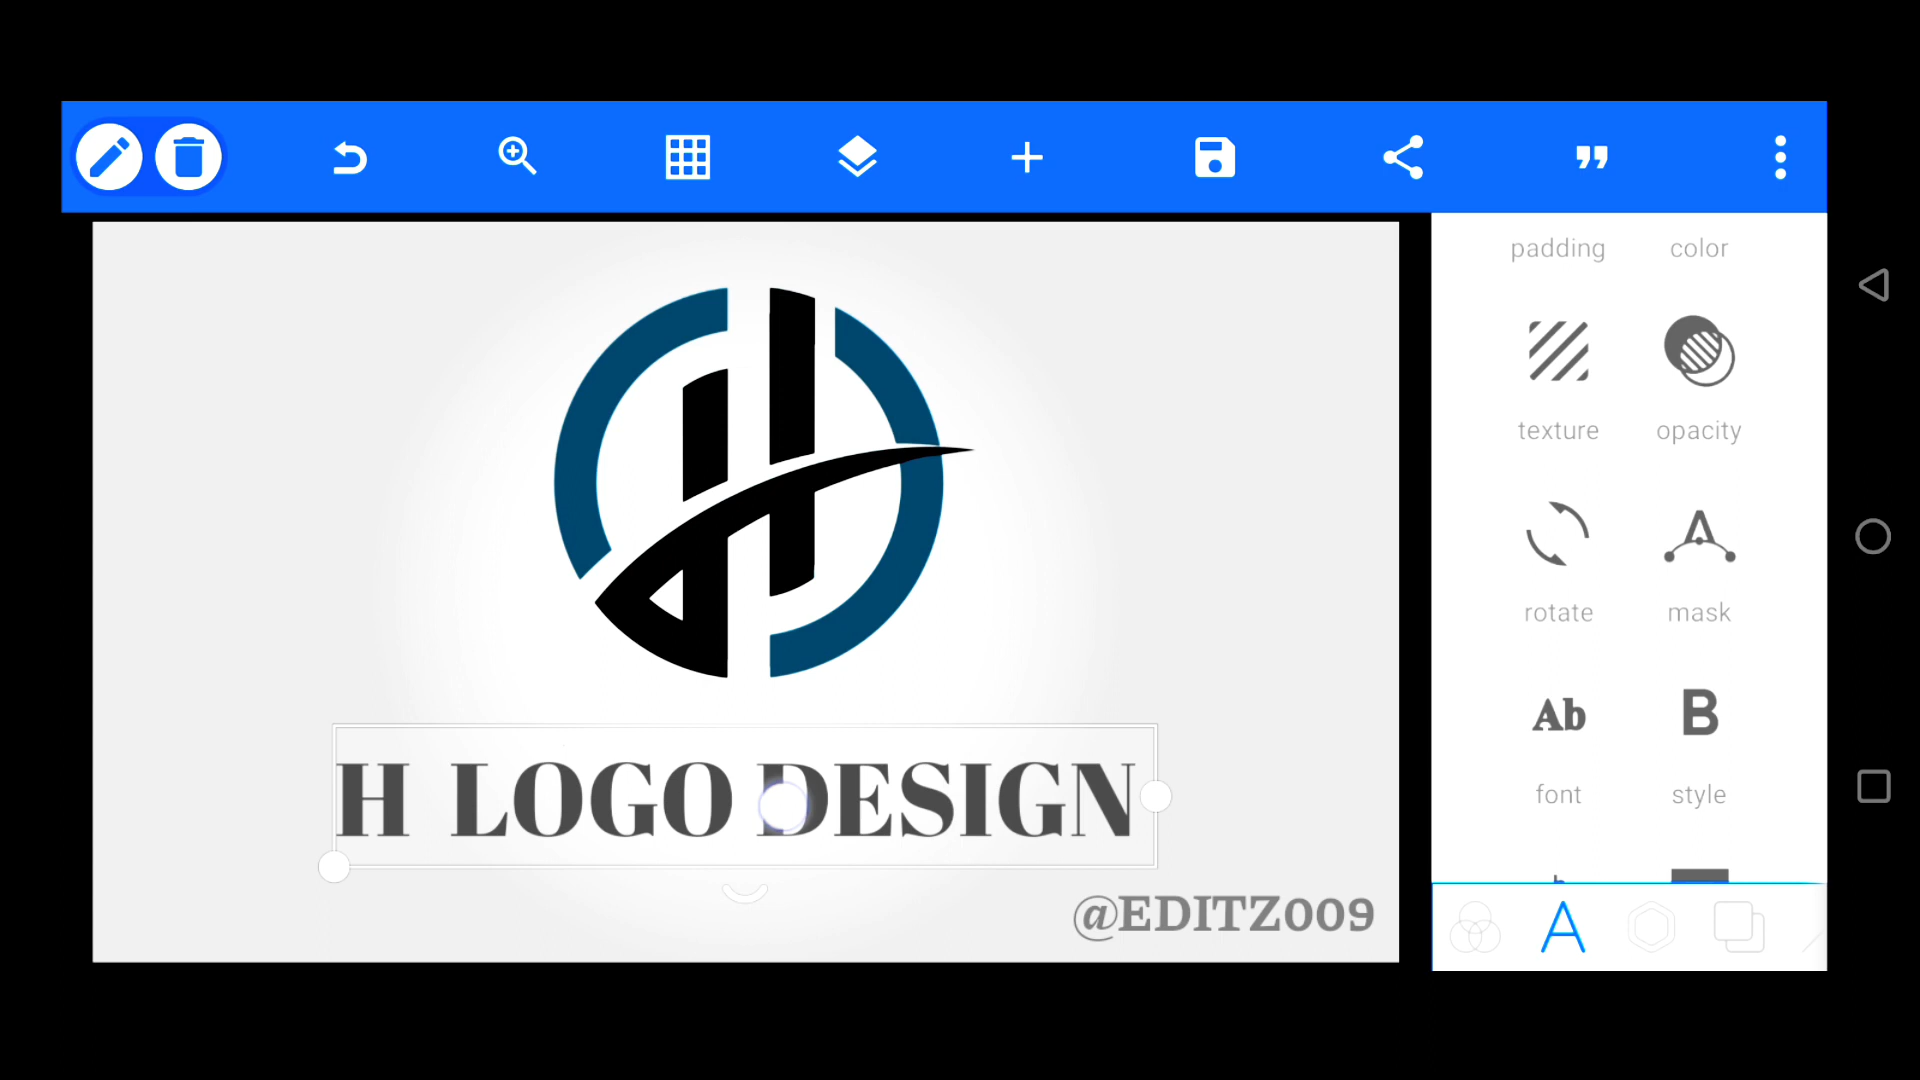 padding color
texture opacity
rotate mask
Ab B
font style
H LOGO DESIGN
@EDITZ009
A